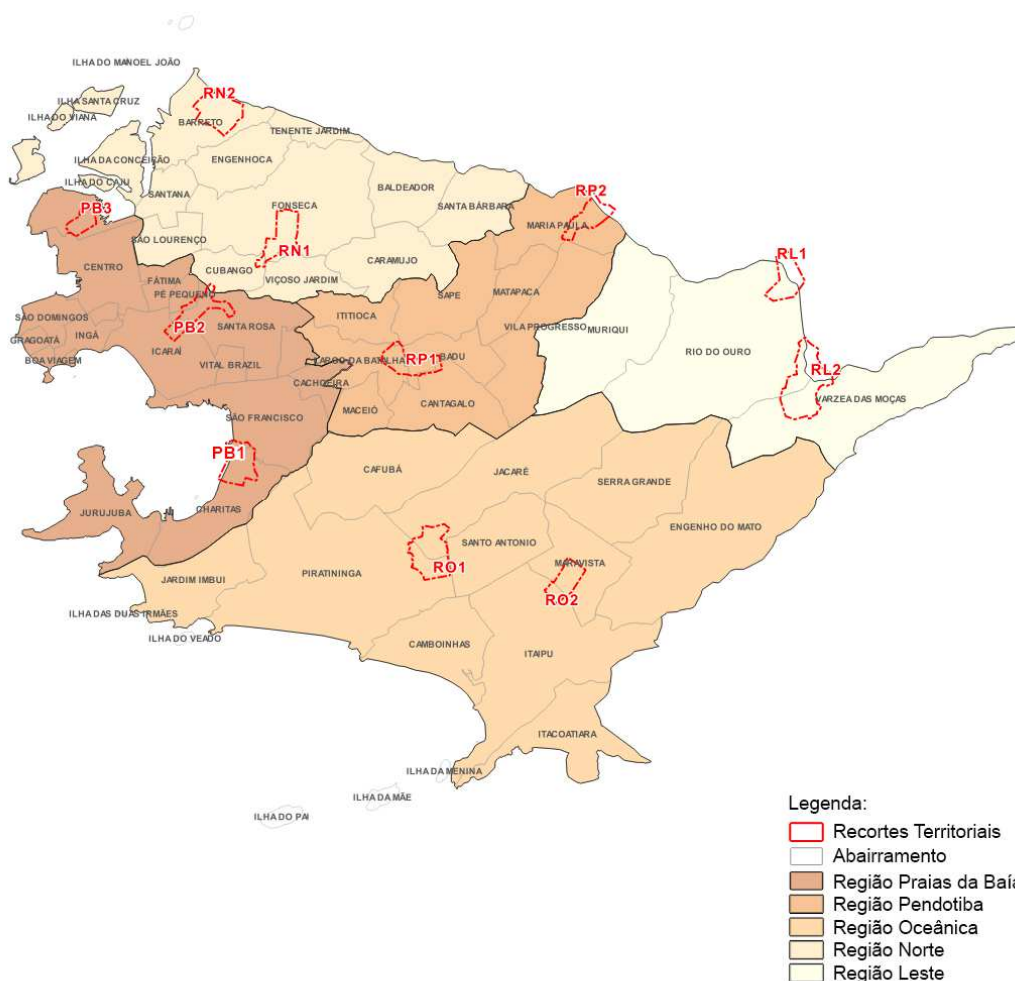 ILHA DO MANOEL JOÃO
RN2
ILHA SANTA CRUZ
ILHA DO VIANA
BARRETO
TENENTE JARDIM
ENGENHOCA
ILHA DA CONCEIÇÃO
ILHA DO CAJU
SANTANA
BALDEADOR
RP2
FONSECA
SANTA BÁRBARA
PB3
MARIA PAULA
SÃO LOURENÇO
RN1
RL1
CENTRO
CUBANGO
CARAMUJO
FÁTIMA
VIÇOSO JARDIM
PÉ PEQUENO
SAPE
MATAPACA
SÃO DOMINGOS
PB2
SANTA ROSA
ITITIOCA
VILA PROGRESSO
MURIQUI
GRAGOATÁ
INGÁ
ICARAÍ
RIO DO OURO
BOA VIAGEM
VITAL BRAZIL
LARGO DA BATALHA
RP1
BADU
RL2
CACHOEIRA
VARZEA DAS MOÇAS
MACEIÓ
CANTAGALO
SÃO FRANCISCO
PB1
CAFUBÁ
JACARÉ
SERRA GRANDE
JURUJUBA
CHARITAS
ENGENHO DO MATO
SANTO ANTONIO
RO1
MARAVISTA
JARDIM IMBUI
PIRATININGA
RO2
ILHA DAS DUAS IRMÃES
ILHA DO VEADO
CAMBOINHAS
ITAIPU
ITACOATIARA
ILHA DA MENINA
ILHA DA MÃE
ILHA DO PAI
Legenda:
Recortes Territoriais
Abairramento
Região Praias da Baía
Região Pendotiba
Região Oceânica
Região Norte
Região Leste